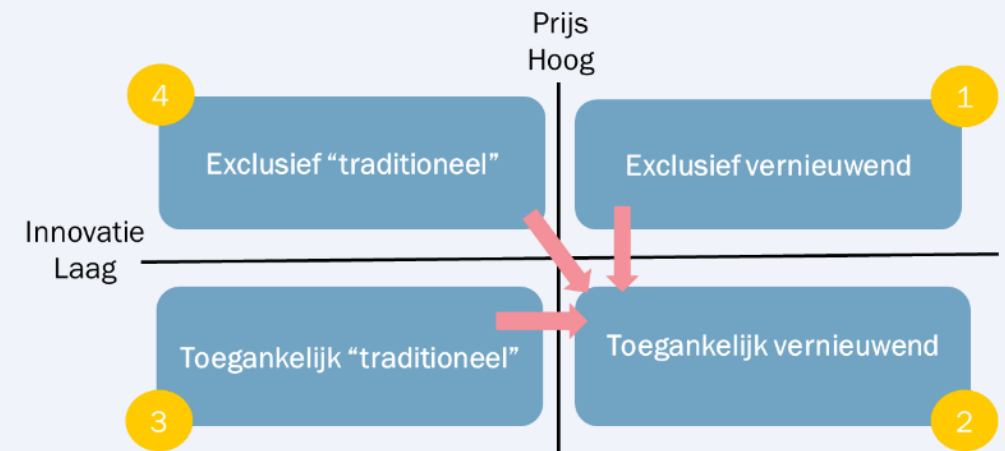 Prijs
Hoog
4
1
Exclusief “traditioneel”
Exclusief vernieuwend
Innovatie
Laag
Toegankelijk “traditioneel”
Toegankelijk vernieuwend
3
2